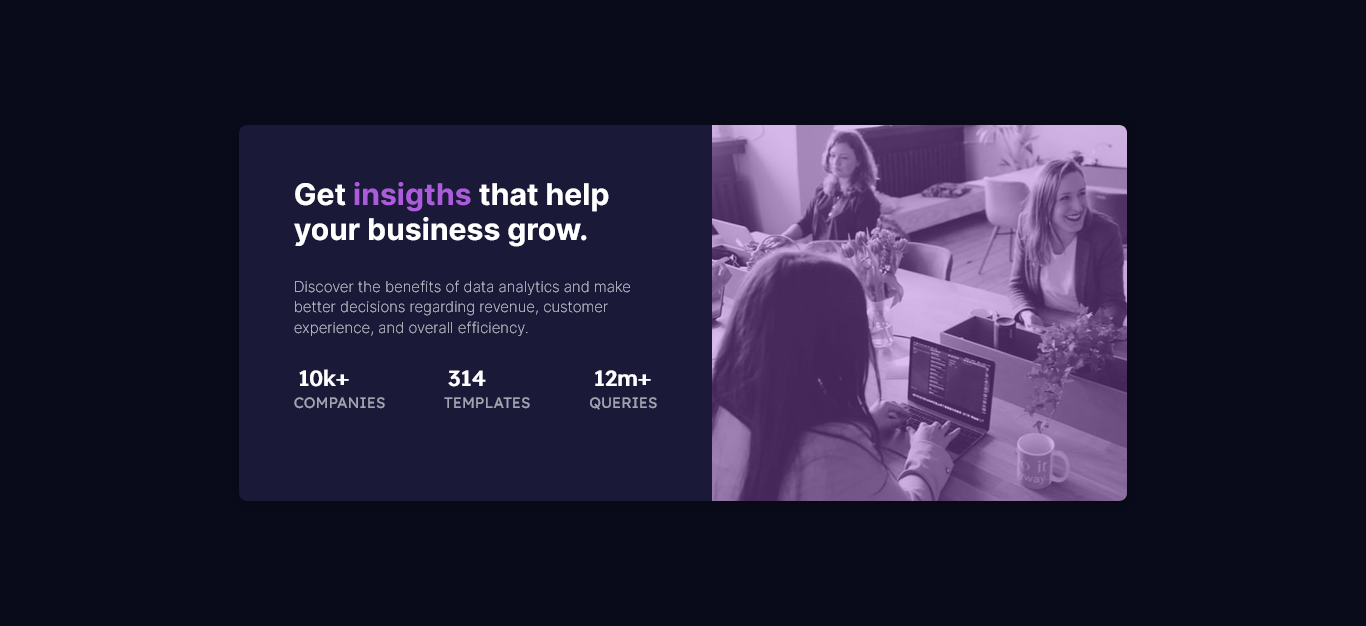 Get insigths that help
your business grow.
Discover the benefits of data analytics and make
better decisions regarding revenue, customer
experience, and overall efficiency.
10k+ 314 12m+
COMPANIES TEMPLATES QUERIES
it